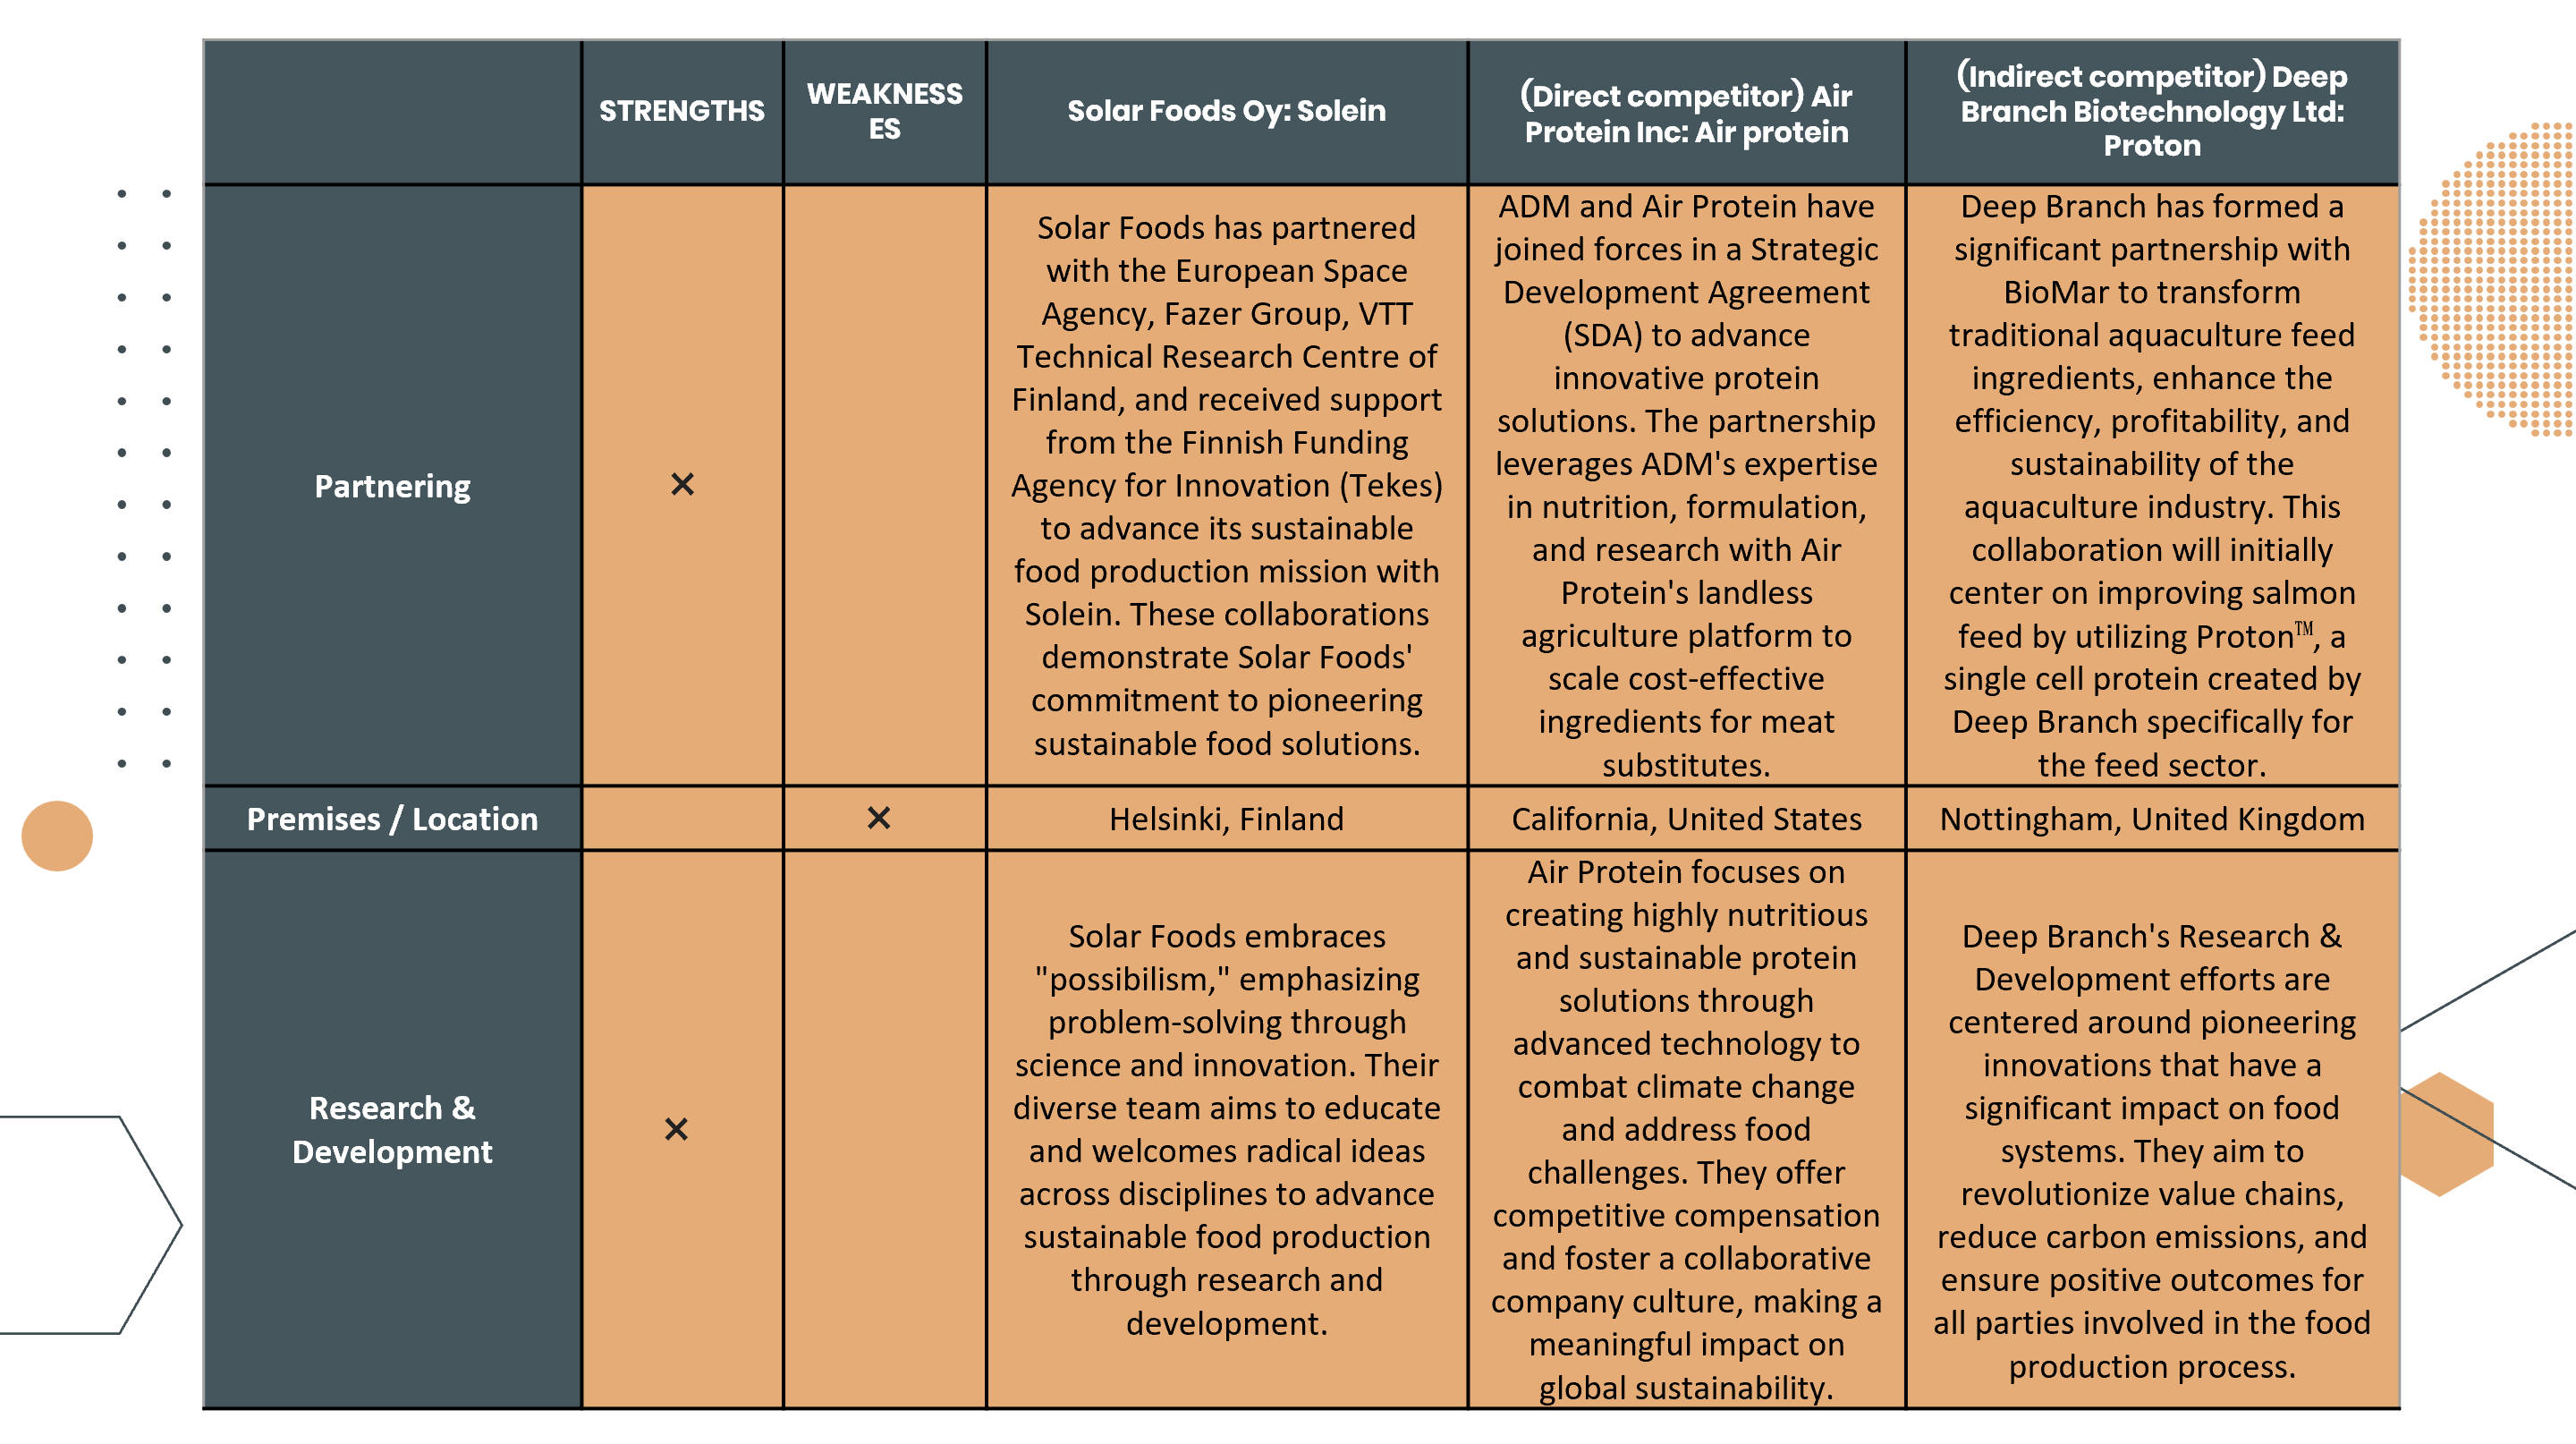 STRENGTHS
WEAKNESS
ES
Solar Foods Oy: Solein
(Direct competitor) Air
Protein Inc: Air protein
(Indirect competitor) Deep
Branch Biotechnology Ltd:
Proton
Partnering
×
Solar Foods has partnered
with the European Space
Agency, Fazer Group, VTT
Technical Research Centre of
Finland, and received support
from the Finnish Funding
Agency for Innovation (Tekes)
to advance its sustainable
food production mission with
Solein. These collaborations
demonstrate Solar Foods'
commitment to pioneering
sustainable food solutions.
ADM and Air Protein have
joined forces in a Strategic
Development Agreement
(SDA) to advance
innovative protein
solutions. The partnership
leverages ADM's expertise
in nutrition, formulation,
and research with Air
Protein's landless
agriculture platform to
scale cost-effective
ingredients for meat
substitutes.
Deep Branch has formed a
significant partnership with
BioMar to transform
traditional aquaculture feed
ingredients, enhance the
efficiency, profitability, and
sustainability of the
aquaculture industry. This
collaboration will initially
center on improving salmon
feed by utilizing Proton™, a
single cell protein created by
Deep Branch specifically for
the feed sector.
Premises / Location
×
Helsinki, Finland
California, United States
Nottingham, United Kingdom
Research &
Development
×
Solar Foods embraces
"possibilism," emphasizing
problem-solving through
science and innovation. Their
diverse team aims to educate
and welcomes radical ideas
across disciplines to advance
sustainable food production
through research and
development.
Air Protein focuses on
creating highly nutritious
and sustainable protein
solutions through
advanced technology to
combat climate change
and address food
challenges. They offer
competitive compensation
and foster a collaborative
company culture, making a
meaningful impact on
global sustainability.
Deep Branch's Research &
Development efforts are
centered around pioneering
innovations that have a
significant impact on food
systems. They aim to
revolutionize value chains,
reduce carbon emissions, and
ensure positive outcomes for
all parties involved in the food
production process.